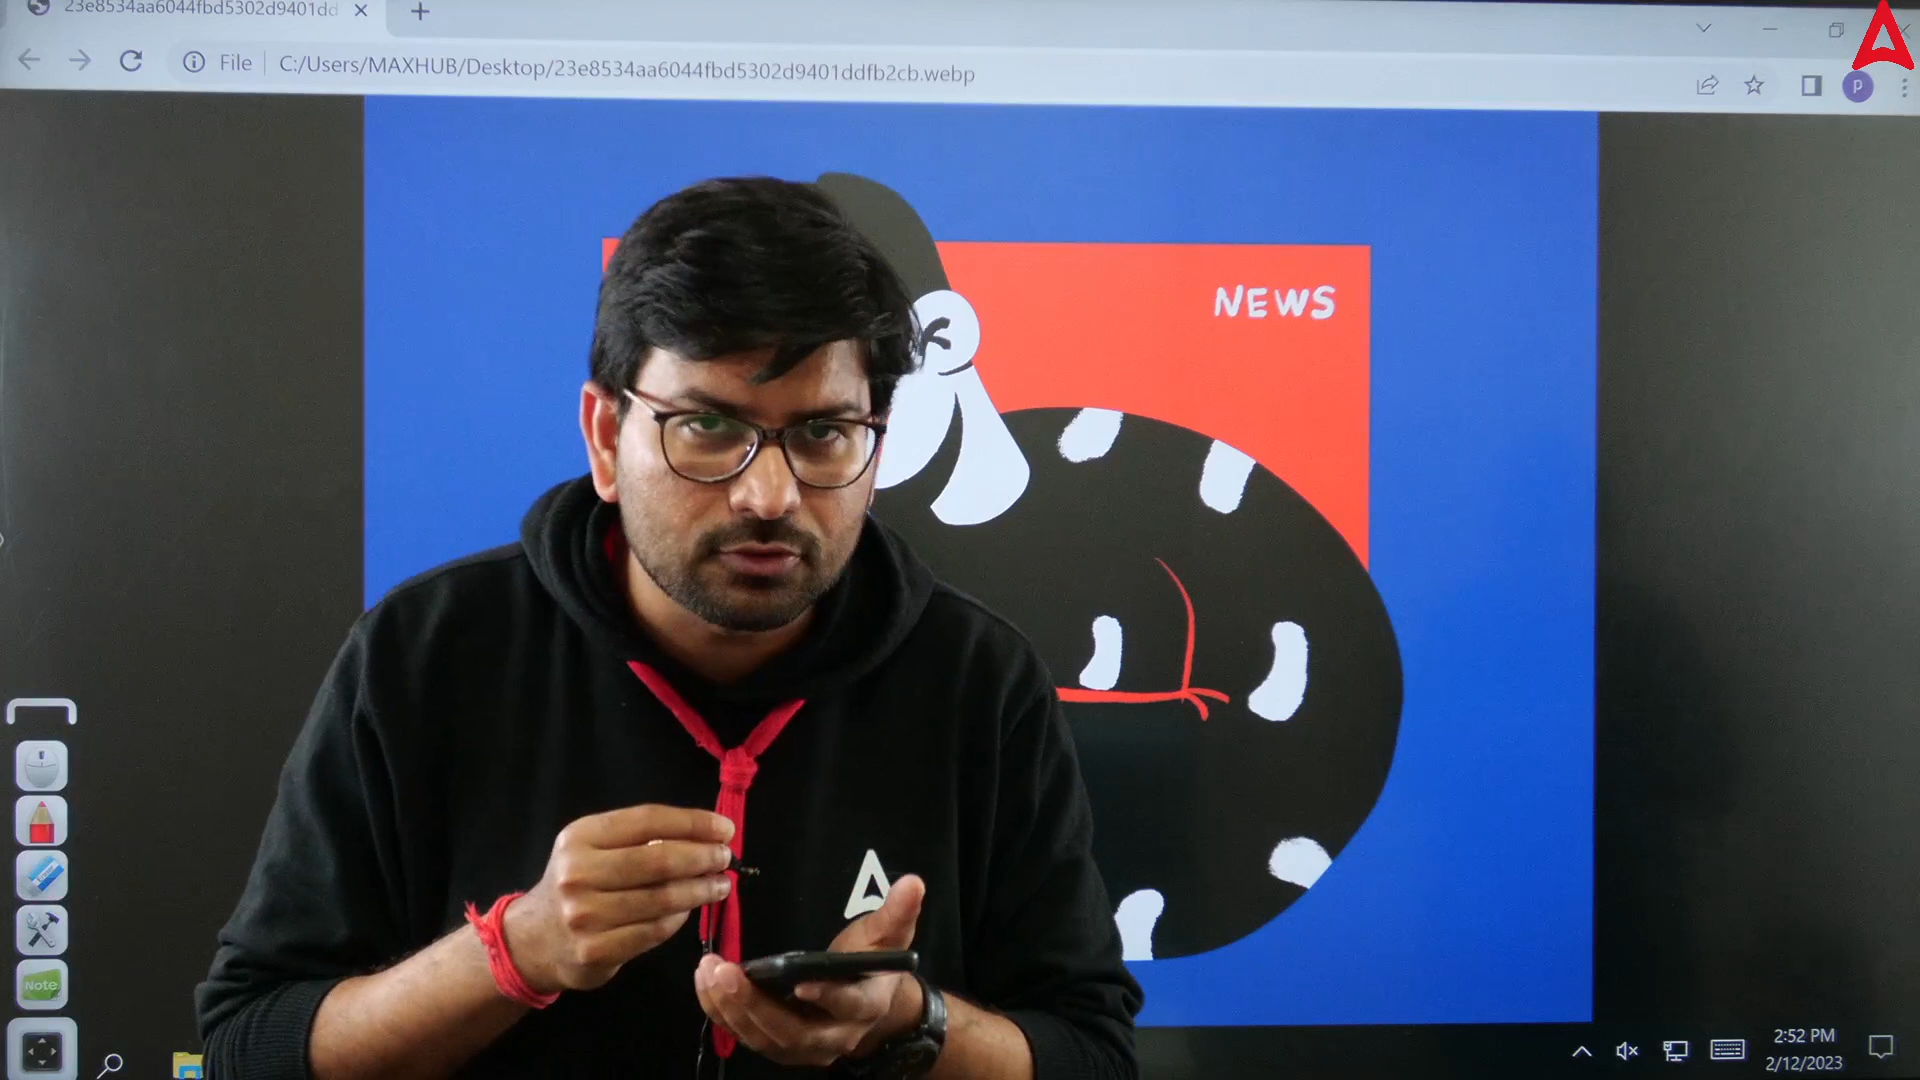 23e8534aa6044fbd5302d9401dd
File
C:/Users/MAXHUB/Desktop/23e8534aa6044fbd5302d9401ddfb2cb.webp
P
NEWS
Note
2:52 PM
2/12/2023